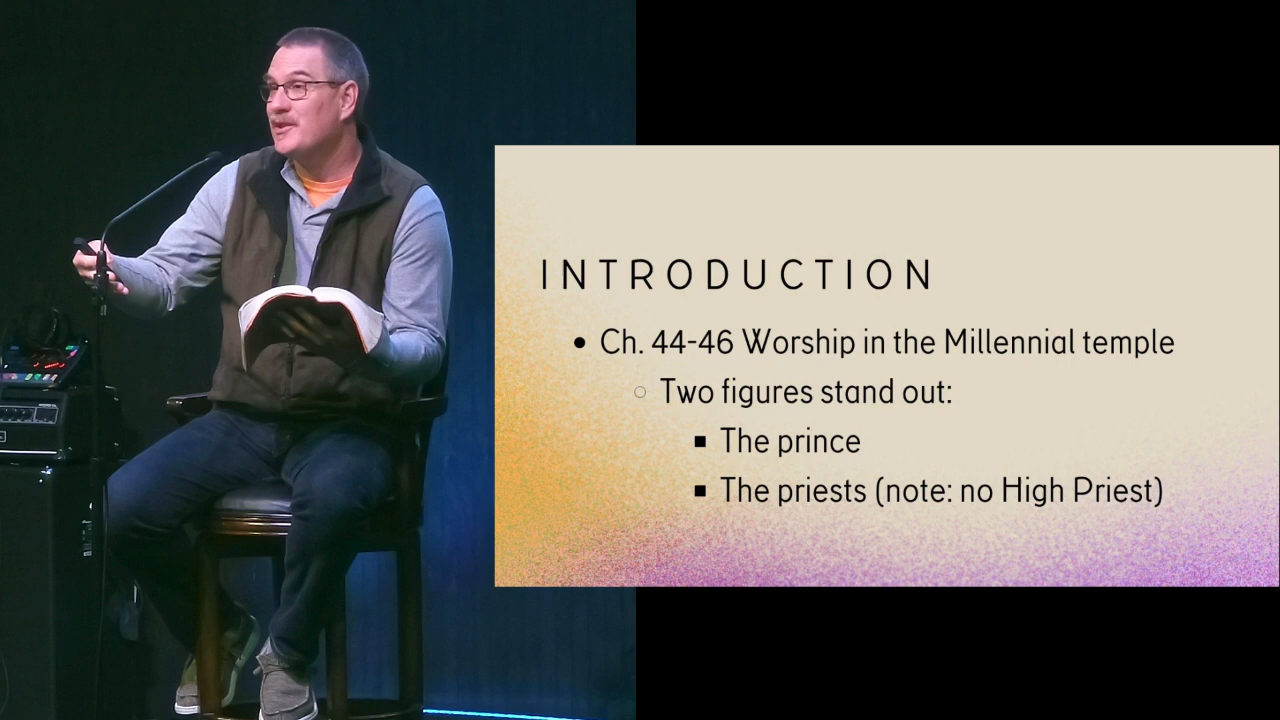 INTRODUCTION
Ch. 44-46 Worship in the Millennial temple
Two figures stand out:
The prince
The priests (note: no High Priest)